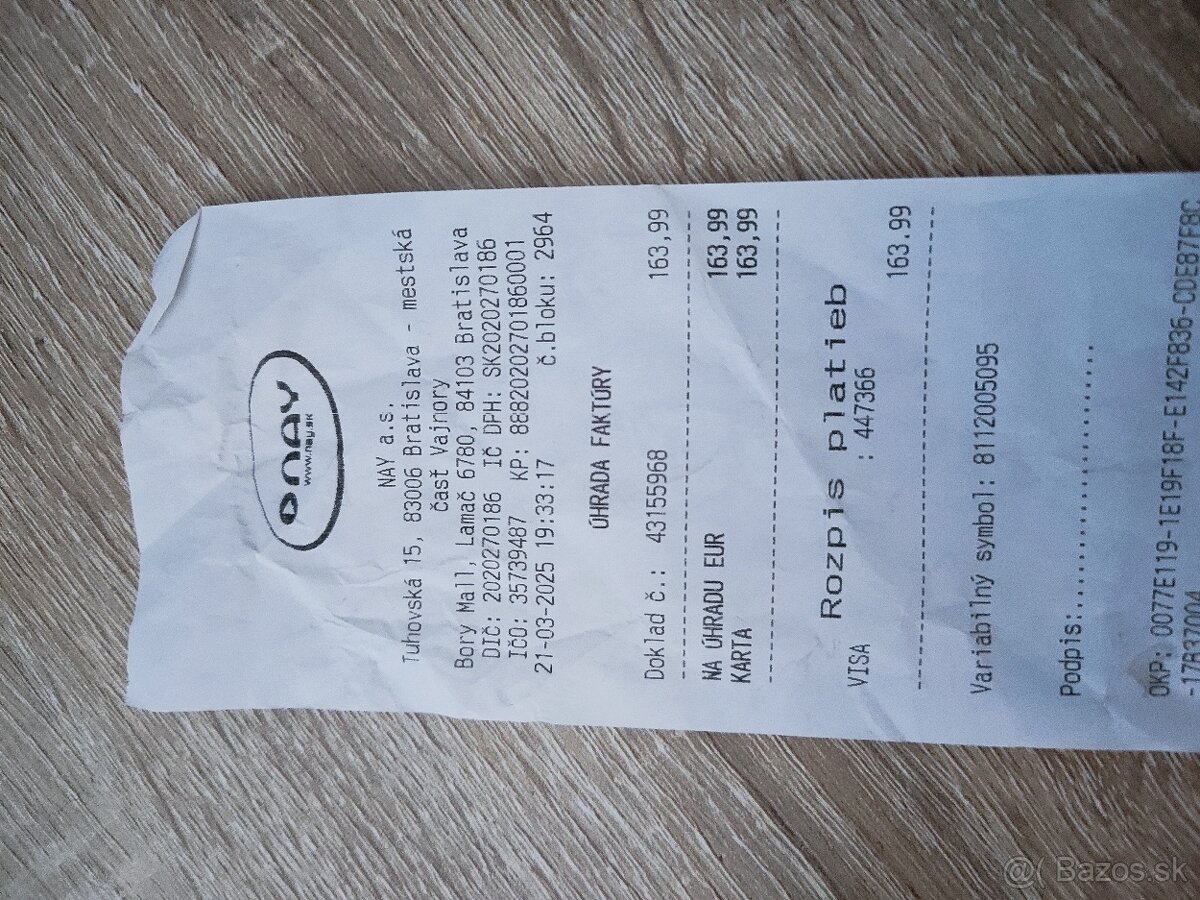 NAY
www.nay.sk
NAY a.s.
Tuhovská 15, 83006 Bratislava - mestská
časť Vajnory
Bory Mall, Lamač 6780, 84103 Bratislava
DIČ: 2020270186 IČ DPH: SK2020270186
IČO: 35739487 KP: 88820202701860001
21-03-2025 19:33:17 č.bloku: 2964
ÚHRADA FAKTÚRY
Doklad č.: 43155968 163,99
NA ÚHRADU EUR 163,99
KARTA 163,99
Rozpis platieb
VISA : 447366 163.99
Variabilný symbol: 8112005095
Podpis:
OKP: 0077E119-1E19F18F-E142F836-CDE87F8C
-17837004
@( Bazos.sk